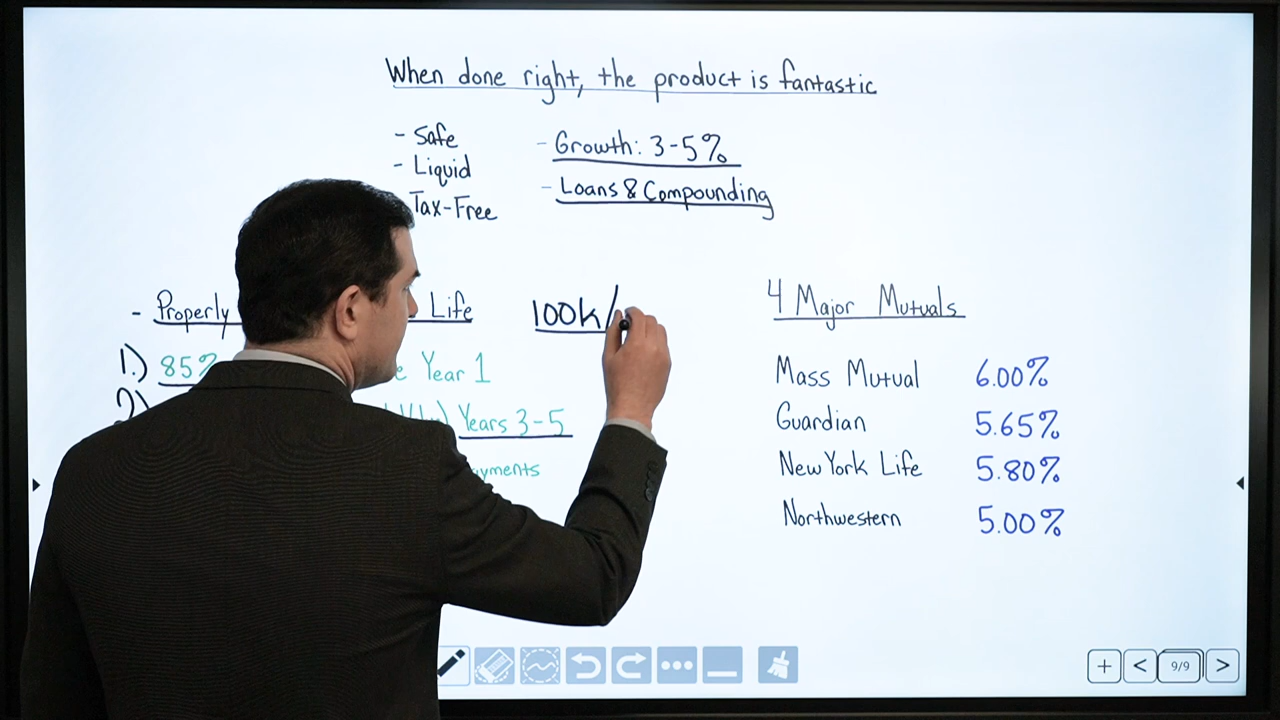 When done right, the product is fantastic
- Safe
- Liquid
Tax-Free
- Growth: 3-5%
- Loans & Compounding
- Properly Life
1.) 85% Year 1
2.) Years 3-5
100k/
4 Major Mutuals
Mass Mutual 6.00%
Guardian 5.65%
New York Life 5.80%
Northwestern 5.00%
9/9